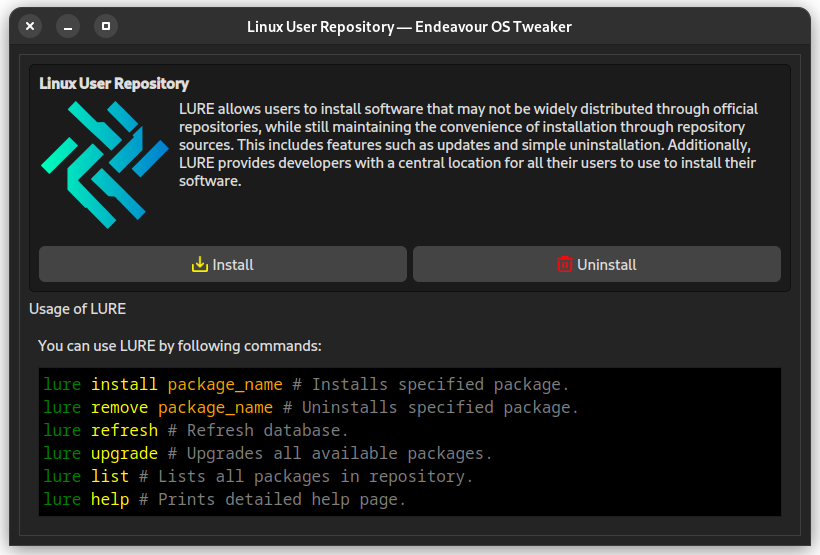 Linux User Repository — Endeavour OS Tweaker
Linux User Repository
LURE allows users to install software that may not be widely distributed through official
repositories, while still maintaining the convenience of installation through repository
sources. This includes features such as updates and simple uninstallation. Additionally,
LURE provides developers with a central location for all their users to use to install their
software.
Install
Uninstall
Usage of LURE
You can use LURE by following commands:
lure install package_name # Installs specified package.
lure remove package_name # Uninstalls specified package.
lure refresh # Refresh database.
lure upgrade # Upgrades all available packages.
lure list # Lists all packages in repository.
lure help # Prints detailed help page.